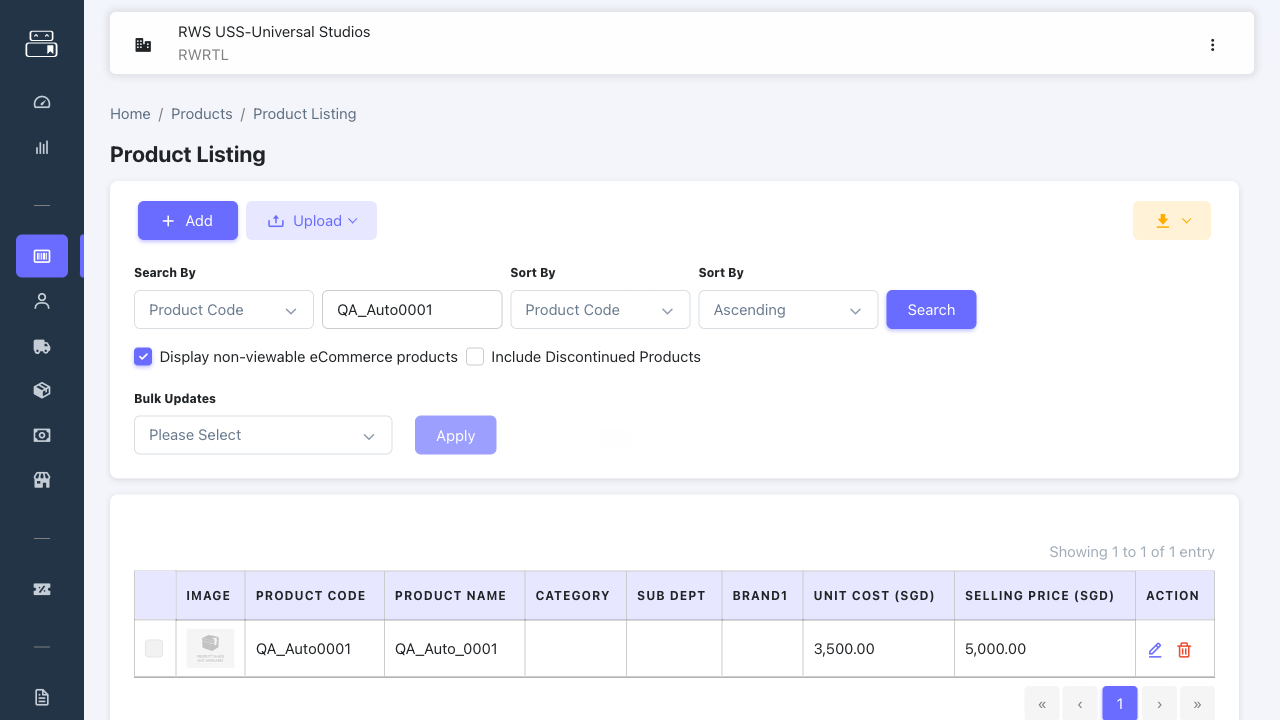 RWS USS-Universal Studios
RWRTL
Home / Products / Product Listing
Product Listing
Add
Upload
Search By
Sort By
Sort By
Product Code
QA_Auto0001
Product Code
Ascending
Search
Display non-viewable eCommerce products
Include Discontinued Products
Bulk Updates
Please Select
Apply
Showing 1 to 1 of 1 entry
IMAGE PRODUCT CODE PRODUCT NAME CATEGORY SUB DEPT BRAND1 UNIT COST (SGD) SELLING PRICE (SGD) ACTION
QA_Auto0001 QA_Auto_0001 3,500.00 5,000.00
« ‹ 1 › »